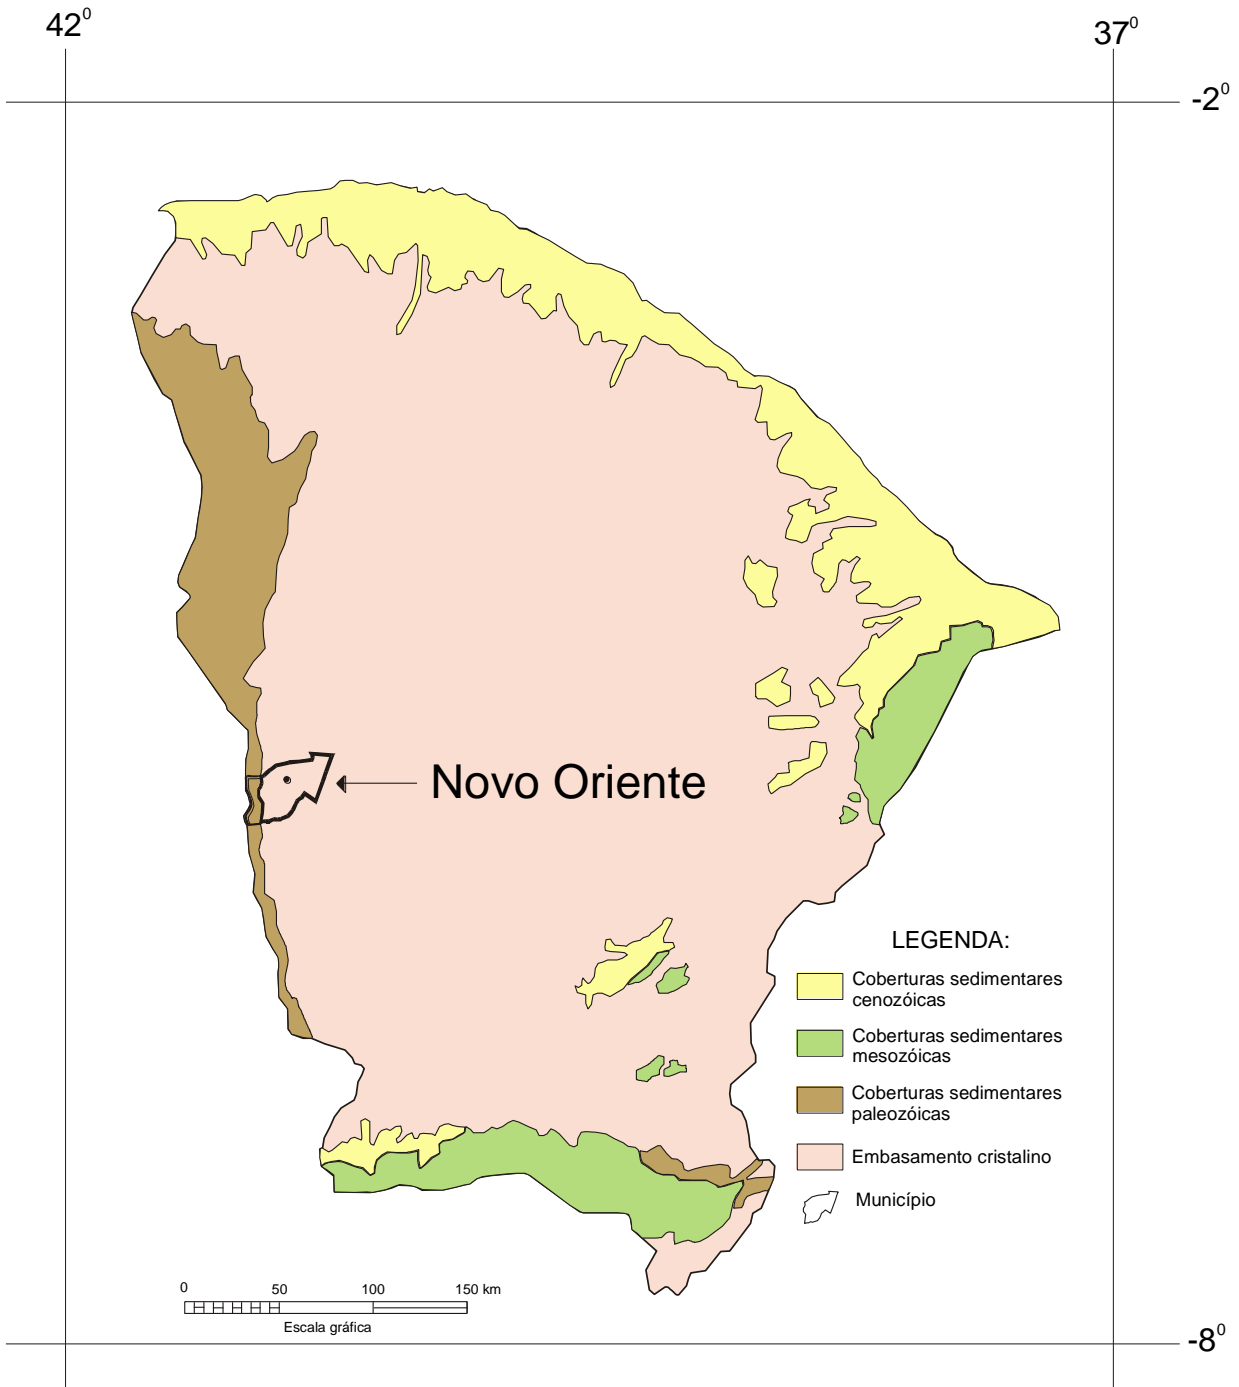 42⁰
37⁰
-2⁰
Novo Oriente
LEGENDA:
Coberturas sedimentares
cenozóicas
Coberturas sedimentares
mesozóicas
Coberturas sedimentares
paleozóicas
Embasamento cristalino
Município
0 50 100 150 km
Escala gráfica
-8⁰